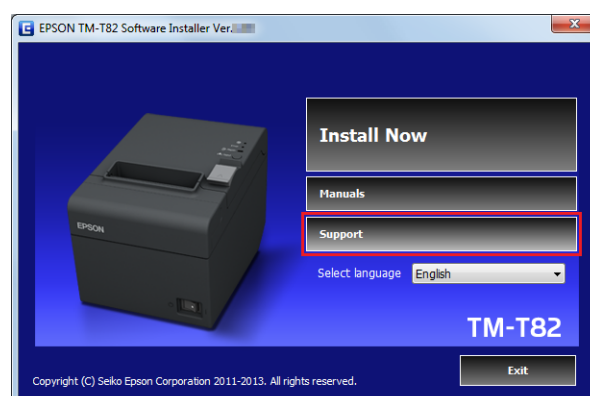 EPSON TM-T82 Software Installer Ver.
Install Now
Manuals
EPSON
Support
Select language English
TM-T82
Exit
Copyright (C) Seiko Epson Corporation 2011-2013. All rights reserved.